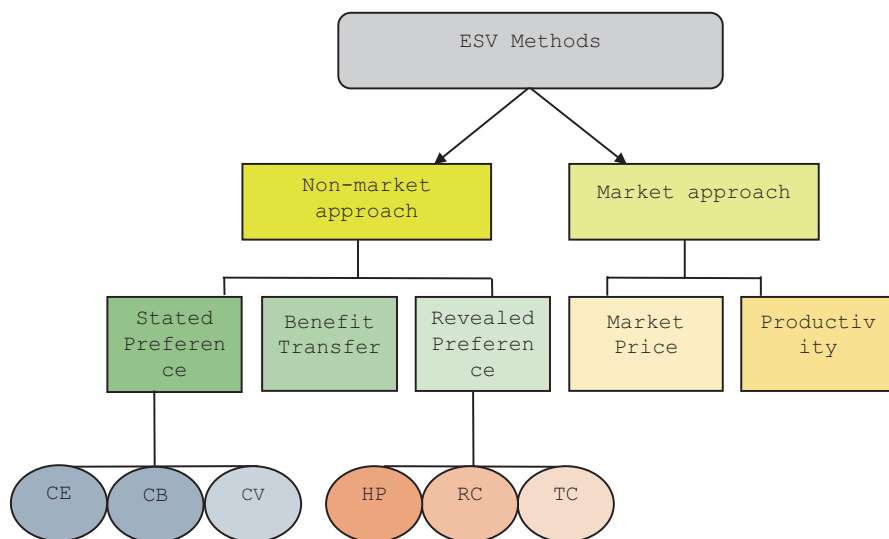 ESV Methods
Non-market
approach
Market approach
Stated
Preferen
ce
Benefit
Transfer
Revealed
Preferen
ce
Market
Price
Productiv
ity
CE
CB
CV
HP
RC
TC